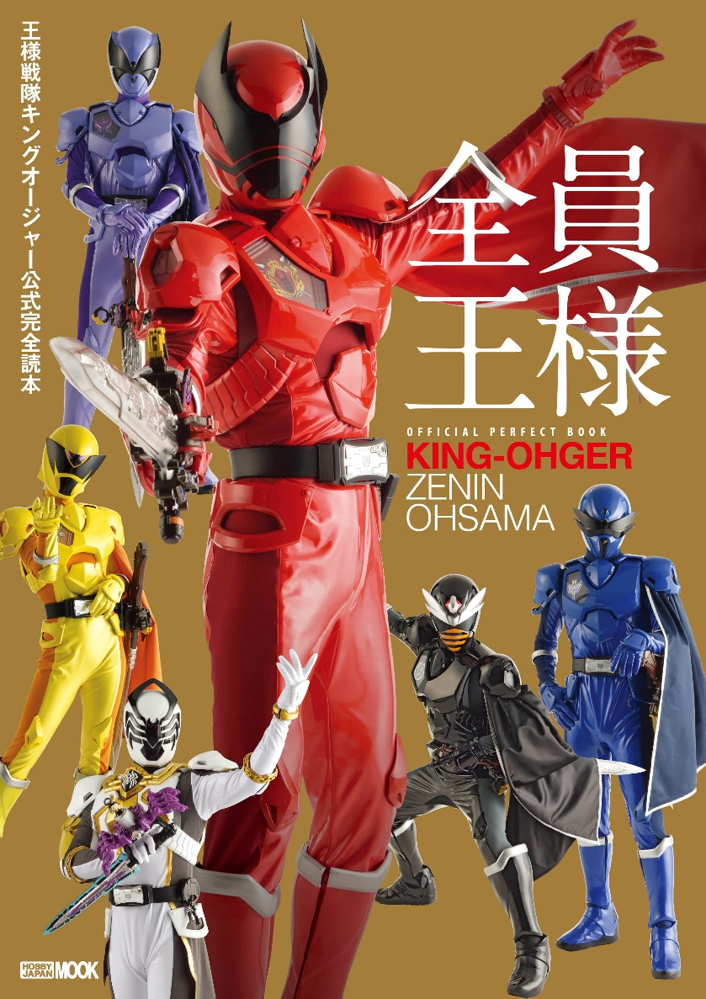 王様戦隊キングオージャー公式完全読本
全員
王様
OFFICIAL PERFECT BOOK
KING-OHGER
ZENIN
OHSAMA
HOBBY
JAPAN MOOK